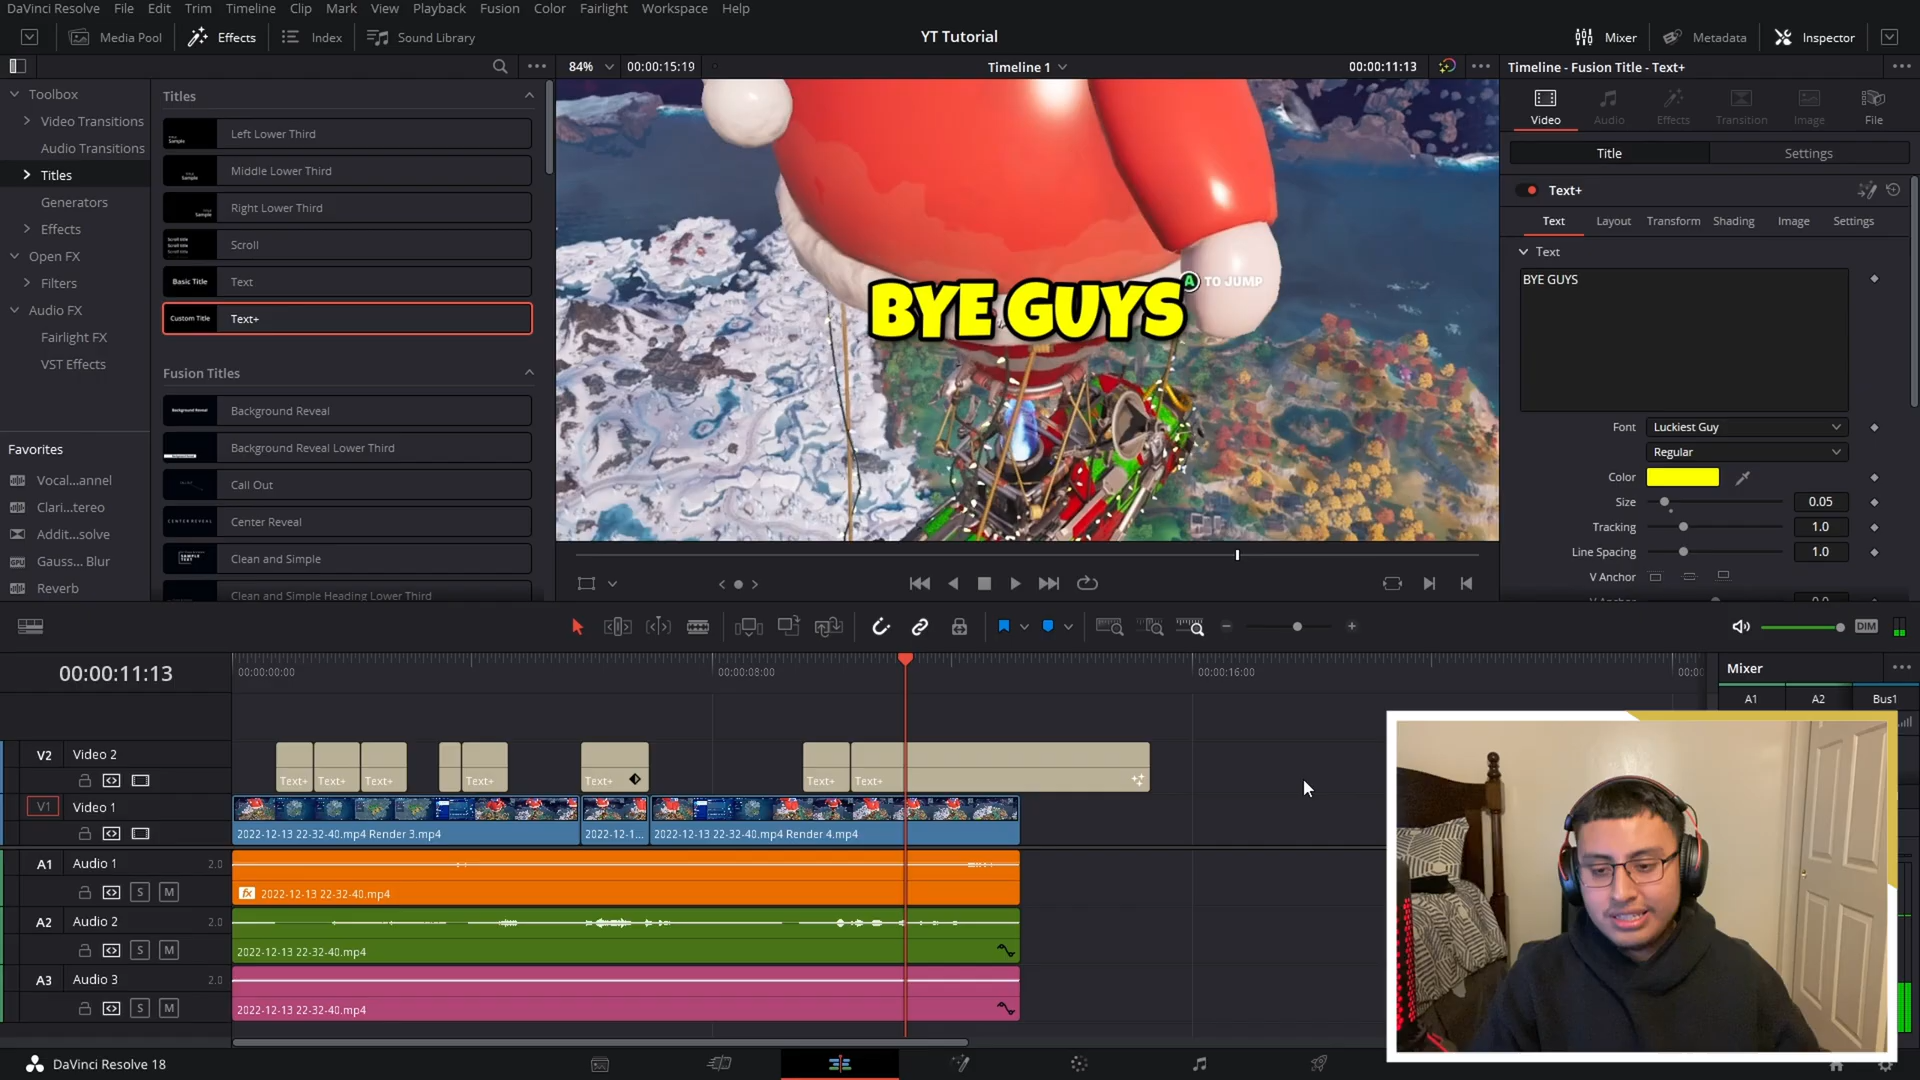 DaVinci Resolve File Edit Trim Timeline Clip Mark View Playback Fusion Color Fairlight Workspace Help
Media Pool Effects Index Sound Library YT Tutorial Mixer Metadata Inspector
84% 00:00:15:19 Timeline 1 00:00:11:13 Timeline - Fusion Title - Text+
Toolbox
Video Transitions
Audio Transitions
Titles
Generators
Effects
Open FX
Filters
Audio FX
Fairlight FX
VST Effects
Favorites
Vocal...annel
Clari...tereo
Addit...solve
Gauss... Blur
Reverb
Titles
Left Lower Third
Middle Lower Third
Right Lower Third
Scroll
Basic Title Text
Custom Title Text+
Fusion Titles
Background Reveal
Background Reveal Lower Third
Call Out
CENTER REVEAL Center Reveal
Clean and Simple
Clean and Simple Heading Lower Third
A TO JUMP
BYE GUYS
Video Audio Effects Transition Image File
Title Settings
Text+
Text Layout Transform Shading Image Settings
Text
BYE GUYS
Font Luckiest Guy
Regular
Color
Size 0.05
Tracking 1.0
Line Spacing 1.0
V Anchor
DIM
00:00:11:13
00:00:00:00 00:00:08:00 00:00:16:00
Mixer
A1 A2 Bus1
V2 Video 2
Text+ Text+ Text+ Text+ Text+ Text+ Text+
V1 Video 1
2022-12-13 22-32-40.mp4 Render 3.mp4 2022-12-1... 2022-12-13 22-32-40.mp4 Render 4.mp4
A1 Audio 1 2.0
S M
fx 2022-12-13 22-32-40.mp4
A2 Audio 2 2.0
S M
2022-12-13 22-32-40.mp4
A3 Audio 3 2.0
S M
2022-12-13 22-32-40.mp4
DaVinci Resolve 18